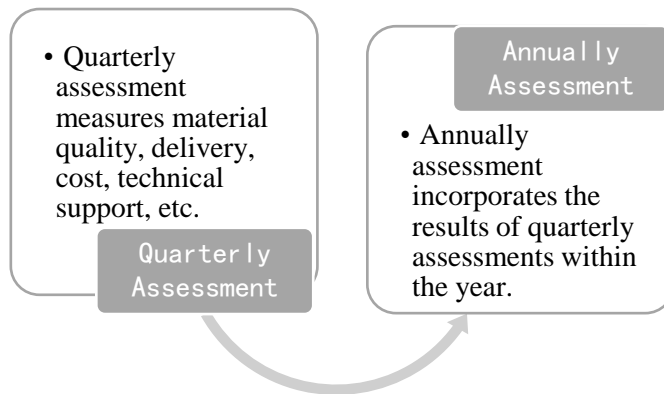 • Quarterly
assessment
measures material
quality, delivery,
cost, technical
support, etc.
Quarterly
Assessment
Annually
Assessment
• Annually
assessment
incorporates the
results of quarterly
assessments within
the year.